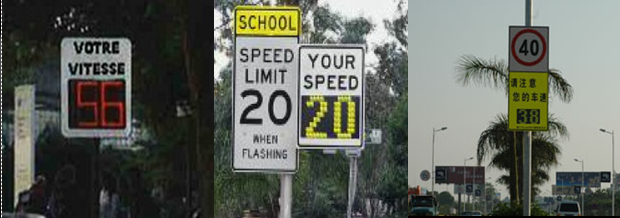 VOTRE
VITESSE
56
SCHOOL
SPEED
LIMIT
20
WHEN
FLASHING
YOUR
SPEED
20
40
请注意
您的车速
38